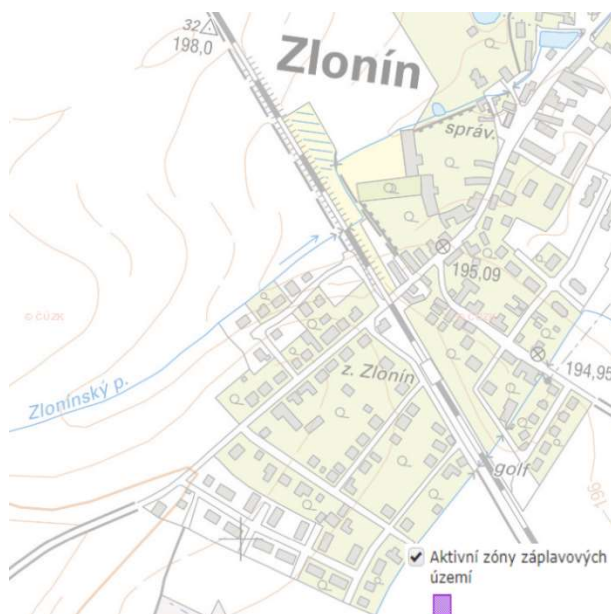 32
198,0
Zlonín
správ.
195,09
© ČÚZK
z. Zlonín
194,95
Zlonínský p.
golf
196
Aktivní zóny záplavových
území